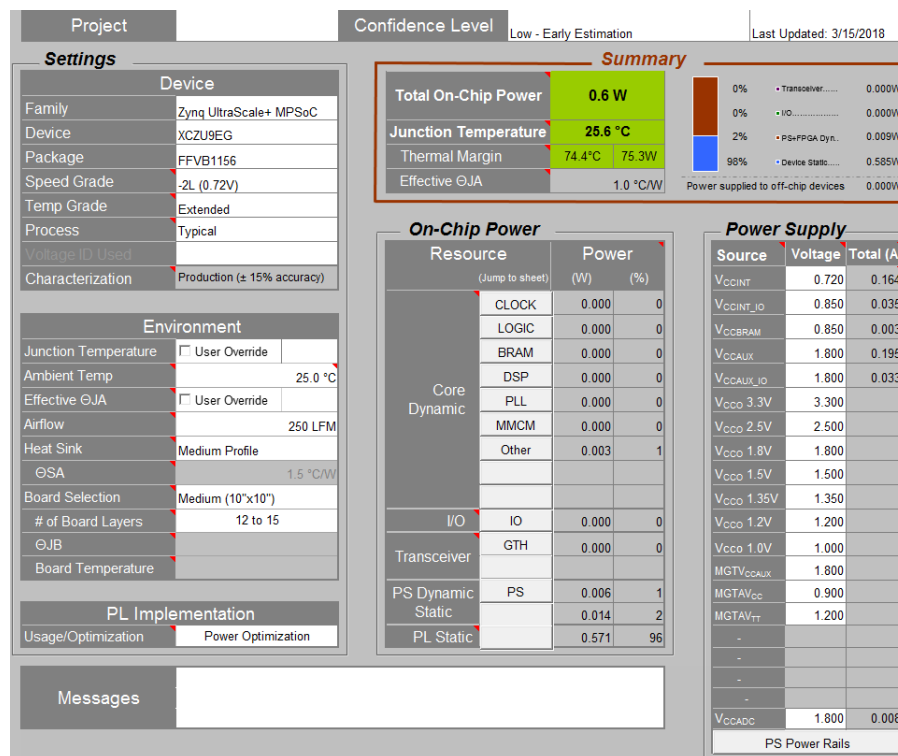 Project
Confidence Level
Low - Early Estimation
Last Updated: 3/15/2018
Settings
Device
Family Zynq UltraScale+ MPSoC
Device XCZU9EG
Package FFVB1156
Speed Grade -2L (0.72V)
Temp Grade Extended
Process Typical
Voltage ID Used
Characterization Production (± 15% accuracy)
Environment
Junction Temperature User Override
Ambient Temp 25.0 °C
Effective ΘJA User Override
Airflow 250 LFM
Heat Sink Medium Profile
ΘSA 1.5 °C/W
Board Selection Medium (10"x10")
# of Board Layers 12 to 15
ΘJB
Board Temperature
PL Implementation
Usage/Optimization Power Optimization
Messages
Summary
Total On-Chip Power 0.6 W
Junction Temperature 25.6 °C
Thermal Margin 74.4°C 75.3W
Effective ΘJA 1.0 °C/W
0% Transceiver...... 0.000W
0% I/O.................. 0.000W
2% PS+FPGA Dyn.. 0.009W
98% Device Static..... 0.585W
Power supplied to off-chip devices 0.000W
On-Chip Power
Resource Power
(Jump to sheet) (W) (%)
Core Dynamic
CLOCK 0.000 0
LOGIC 0.000 0
BRAM 0.000 0
DSP 0.000 0
PLL 0.000 0
MMCM 0.000 0
Other 0.003 1
I/O IO 0.000 0
Transceiver GTH 0.000 0
PS Dynamic PS 0.006 1
Static 0.014 2
PL Static 0.571 96
Power Supply
Source Voltage Total (A
VCCINT 0.720 0.164
VCCINT_IO 0.850 0.035
VCCBRAM 0.850 0.003
VCCAUX 1.800 0.195
VCCAUX_IO 1.800 0.033
VCCO 3.3V 3.300
VCCO 2.5V 2.500
VCCO 1.8V 1.800
VCCO 1.5V 1.500
VCCO 1.35V 1.350
VCCO 1.2V 1.200
Vcco 1.0V 1.000
MGTVCCAUX 1.800
MGTAVCC 0.900
MGTAVTT 1.200
-
-
-
-
VCCADC 1.800 0.008
PS Power Rails